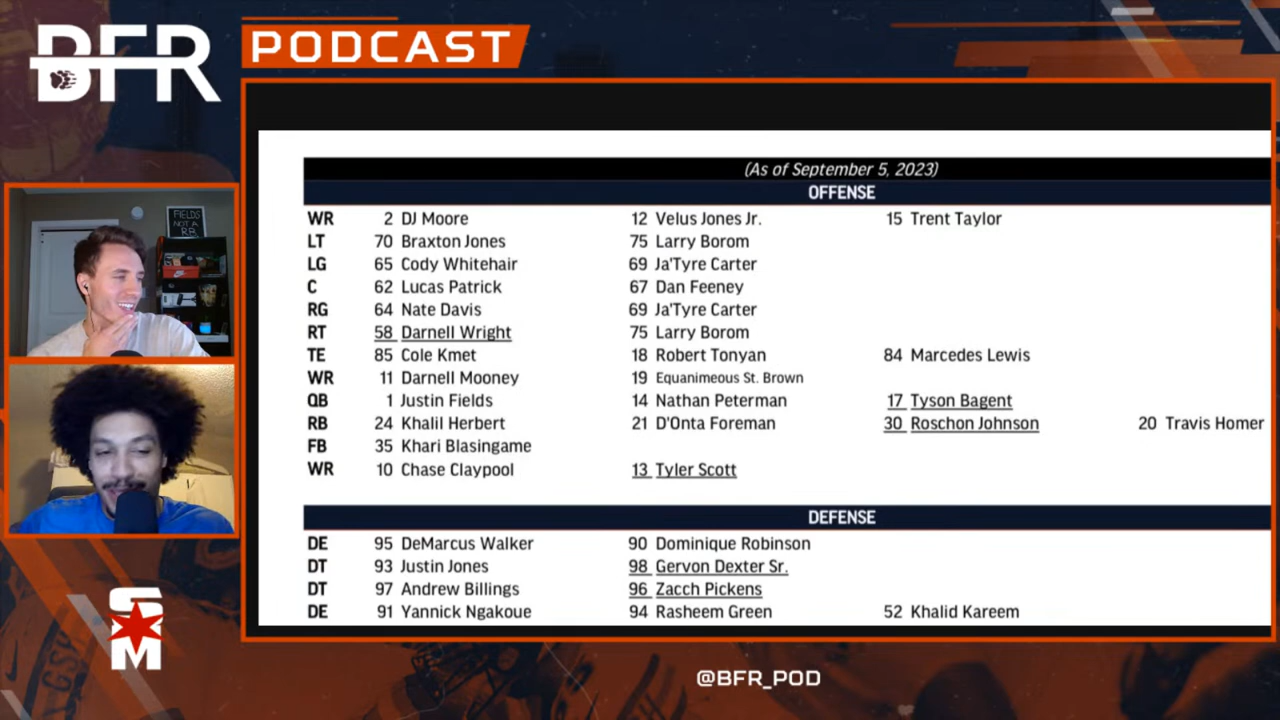 BFR PODCAST
FIELDS
NOT A
RB
(As of September 5, 2023)
OFFENSE
WR 2 DJ Moore 12 Velus Jones Jr. 15 Trent Taylor
LT 70 Braxton Jones 75 Larry Borom
LG 65 Cody Whitehair 69 Ja'Tyre Carter
C 62 Lucas Patrick 67 Dan Feeney
RG 64 Nate Davis 69 Ja'Tyre Carter
RT 58 Darnell Wright 75 Larry Borom
TE 85 Cole Kmet 18 Robert Tonyan 84 Marcedes Lewis
WR 11 Darnell Mooney 19 Equanimeous St. Brown
QB 1 Justin Fields 14 Nathan Peterman 17 Tyson Bagent
RB 24 Khalil Herbert 21 D'Onta Foreman 30 Roschon Johnson 20 Travis Homer
FB 35 Khari Blasingame
WR 10 Chase Claypool 13 Tyler Scott
DEFENSE
DE 95 DeMarcus Walker 90 Dominique Robinson
DT 93 Justin Jones 98 Gervon Dexter Sr.
DT 97 Andrew Billings 96 Zacch Pickens
DE 91 Yannick Ngakoue 94 Rasheem Green 52 Khalid Kareem
S
M
@BFR_POD